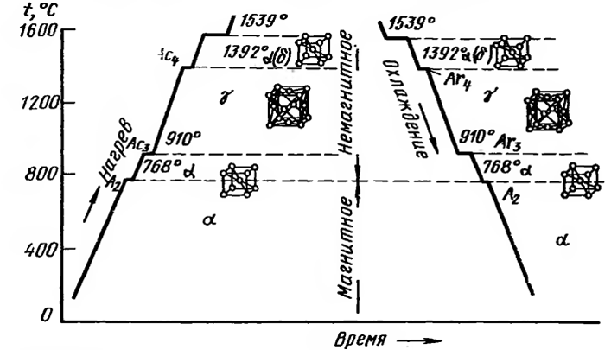 t,°C
1600
1200
800
400
0
Нагрев
1539°
1392° α(δ)
Ac₄
γ
Ac₃
910°
768° α
A₂
α
Немагнитное
Магнитное
Охлаждение
1539°
1392° α(δ)
Ar₄
γ
910° Ar₃
768° α
A₂
α
Время